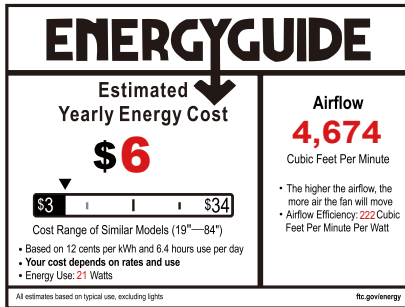 ENERGYGUIDE
Estimated
Yearly Energy Cost
$6
$3 $34
Cost Range of Similar Models (19"—84")
• Based on 12 cents per kWh and 6.4 hours use per day
• Your cost depends on rates and use
• Energy Use: 21 Watts
Airflow
4,674
Cubic Feet Per Minute
• The higher the airflow, the
more air the fan will move
• Airflow Efficiency: 222 Cubic
Feet Per Minute Per Watt
All estimates based on typical use, excluding lights
ftc.gov/energy